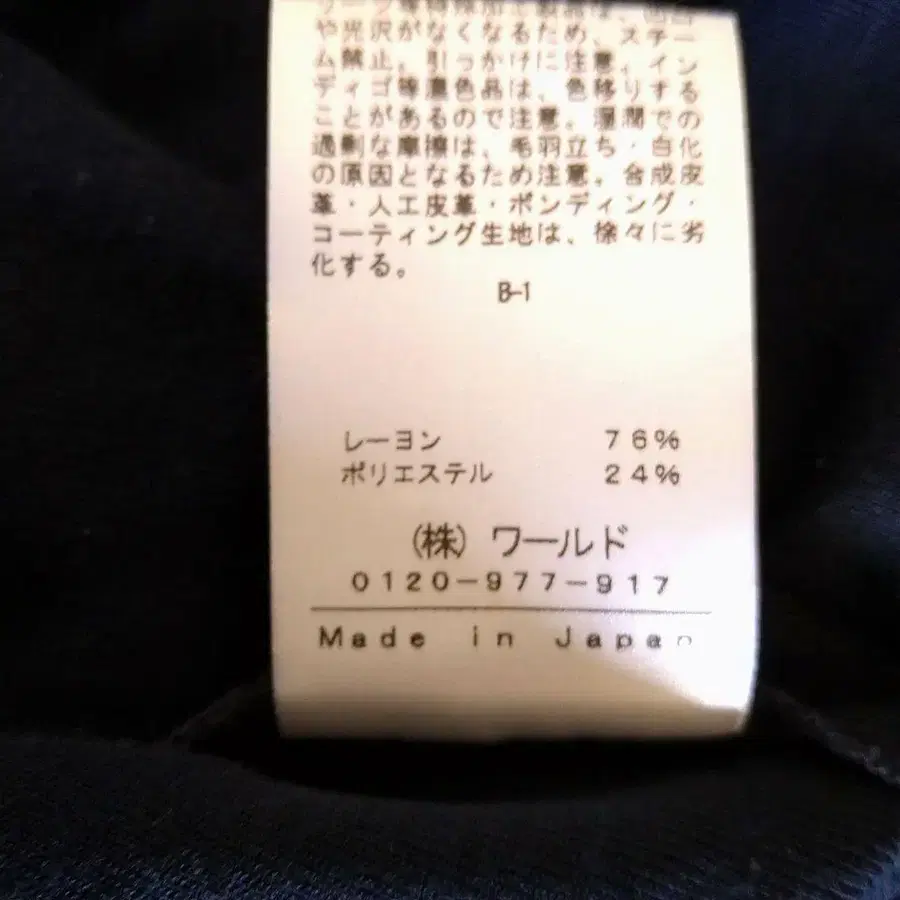 や光沢がなくなるため、スチー
ム禁止。引っかけに注意。イン
ディゴ等濃色品は、色移りする
ことがあるので注意。湿潤での
過剰な摩擦は、毛羽立ち・白化
の原因となるため注意。合成皮
革・人工皮革・ボンディング・
コーティング生地は、徐々に劣
化する。
B-1
レーヨン 76%
ポリエステル 24%
(株) ワールド
0120-977-917
Made in Japan